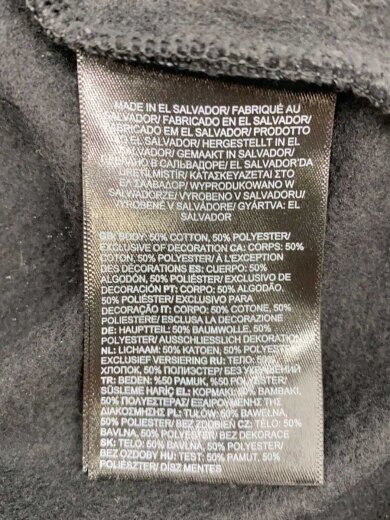 MADE IN EL SALVADOR/ FABRIQUÉ AU
SALVADOR/ FABRICADO EN EL SALVADOR/
FABRICADO EM EL SALVADOR/ PRODOTTO
IN EL SALVADOR/ HERGESTELLT IN EL
SALVADOR/ GEMAAKT IN SALVADOR/
СДЕЛАНО В САЛЬВАДОРЕ/ EL SALVADOR'DA
ÜRETİLMİŞTİR/ ΚΑΤΑΣΚΕΥΑΖΕΤΑΙ ΣΤΟ
ΕΛ ΣΑΛΒΑΔΟΡ/ WYPRODUKOWANO W
SALWADORZE/ VYROBENO V SALVADORU/
VYROBENÉ V SALVÁDORE/ GYÁRTVA: EL
SALVADOR
GB: BODY: 50% COTTON, 50% POLYESTER/
EXCLUSIVE OF DECORATION CA: CORPS: 50%
COTON, 50% POLYESTER/ À L'EXCEPTION
DES DÉCORATIONS ES: CUERPO: 50%
ALGODÓN, 50% POLIÉSTER/ EXCLUSIVO DE
DECORACIÓN PT: CORPO: 50% ALGODÃO,
50% POLIÉSTER/ EXCLUSIVO PARA
DECORAÇÃO IT: CORPO: 50% COTONE, 50%
POLIESTERE/ ESCLUSA LA DECORAZIONE
DE: HAUPTTEIL: 50% BAUMWOLLE, 50%
POLYESTER/ AUSSCHLIESSLICH DEKORATION
NL: LICHAAM: 50% KATOEN, 50% POLYESTER/
EXCLUSIEF VERSIERING RU: ТЕЛО: 50%
ХЛОПОК, 50% ПОЛИЭСТЕР/ БЕЗ УКРАШЕНИЙ
TR: BEDEN: %50 PAMUK, %50 POLYESTER/
SÜSLEME HARİÇ EL: ΚΟΡΜΑΚΙ: 50% ΒΑΜΒΑΚΙ,
50% ΠΟΛΥΕΣΤΕΡΑΣ/ ΕΞΑΙΡΟΥΜΕΝΗΣ ΤΗΣ
ΔΙΑΚΟΣΜΗΣΗΣ PL: TUŁÓW: 50% BAWEŁNA,
50% POLIESTER/ BEZ OZDÓB CZ: TĚLO: 50%
BAVLNA, 50% POLYESTER/ BEZ DEKORACE
SK: TELO: 50% BAVLNA, 50% POLYESTER/
BEZ OZDOBY HU: TEST: 50% PAMUT, 50%
POLIÉSZTER/ DÍSZ MENTES